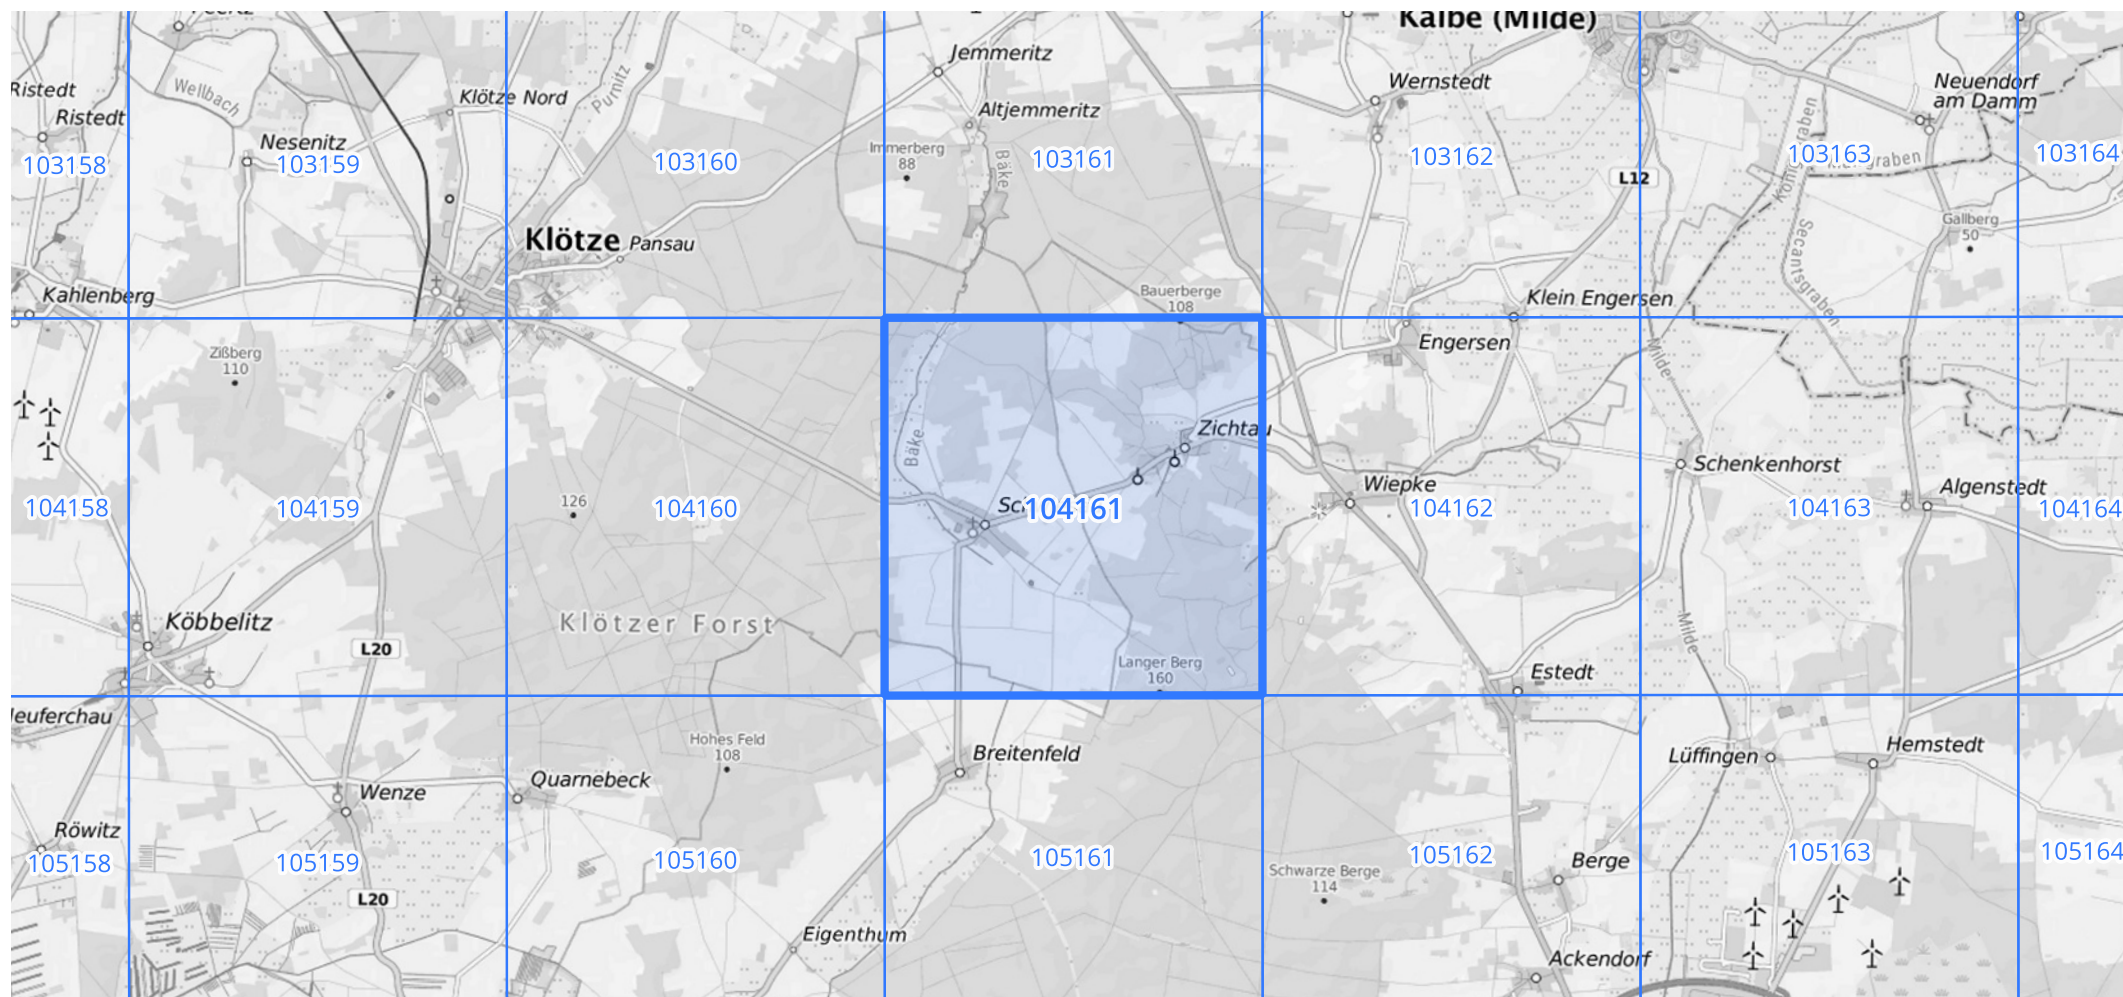 Kalbe (Milde)
Jemmeritz
Wellbach
Purnitz
Wernstedt
Neuendorf
am Damm
Ristedt
Ristedt
Klötze Nord
Altjemmeritz
Nesenitz
Immerberg
88
Bäke
Königsgraben
103158
103159
103160
103161
103162
103163
103164
L12
Klötze
Pansau
Gallberg
50
Secantsgraben
Kahlenberg
Bauerberge
108
Klein Engersen
Engersen
Milde
Zißberg
110
Bäke
Zichtau
Schenkenhorst
Wiepke
Algenstedt
126
104158
104159
104160
104161
104162
104163
104164
Köbbelitz
Klötzer Forst
Milde
L20
Langer Berg
160
Estedt
Hohes Feld
108
Breitenfeld
Lüffingen
Hemstedt
Quarnebeck
Wenze
Röwitz
105158
105159
105160
105161
105162
105163
105164
Schwarze Berge
114
Berge
L20
Eigenthum
Ackendorf